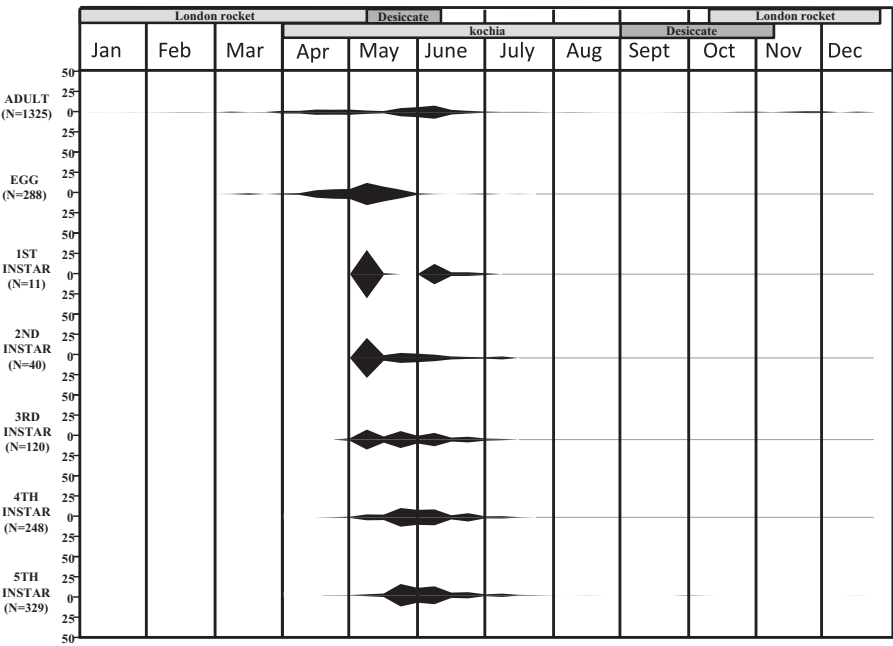 London rocket Desiccate London rocket
kochia Desiccate
Jan Feb Mar Apr May June July Aug Sept Oct Nov Dec
50
25
ADULT
0
(N=1325)
25
50
25
EGG
0
(N=288)
25
50
1ST
25
INSTAR
0
(N=11)
25
50
2ND
25
INSTAR
0
(N=40)
25
50
3RD
25
INSTAR
0
(N=120)
25
50
4TH
25
INSTAR
0
(N=248)
25
50
5TH
25
INSTAR
0
(N=329)
25
50